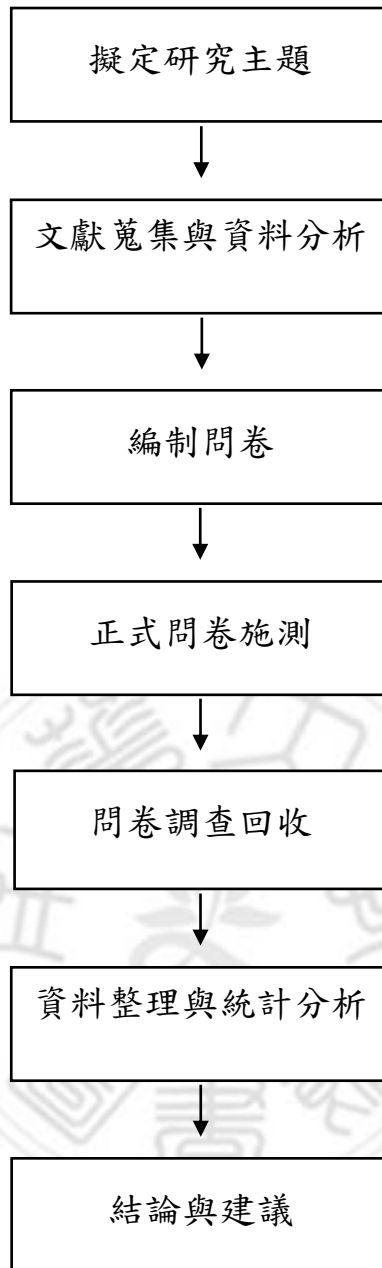 擬定研究主題
文獻蒐集與資料分析
編制問卷
正式問卷施測
問卷調查回收
資料整理與統計分析
結論與建議